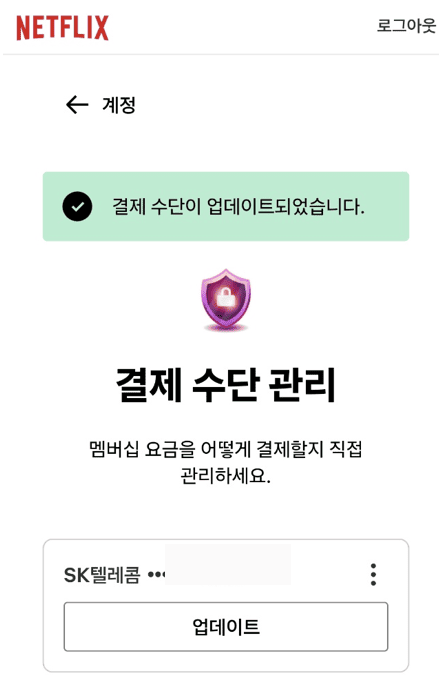 NETFLIX
로그아웃
← 계정
결제 수단이 업데이트되었습니다.
결제 수단 관리
멤버십 요금을 어떻게 결제할지 직접
관리하세요.
SK텔레콤 •••
업데이트